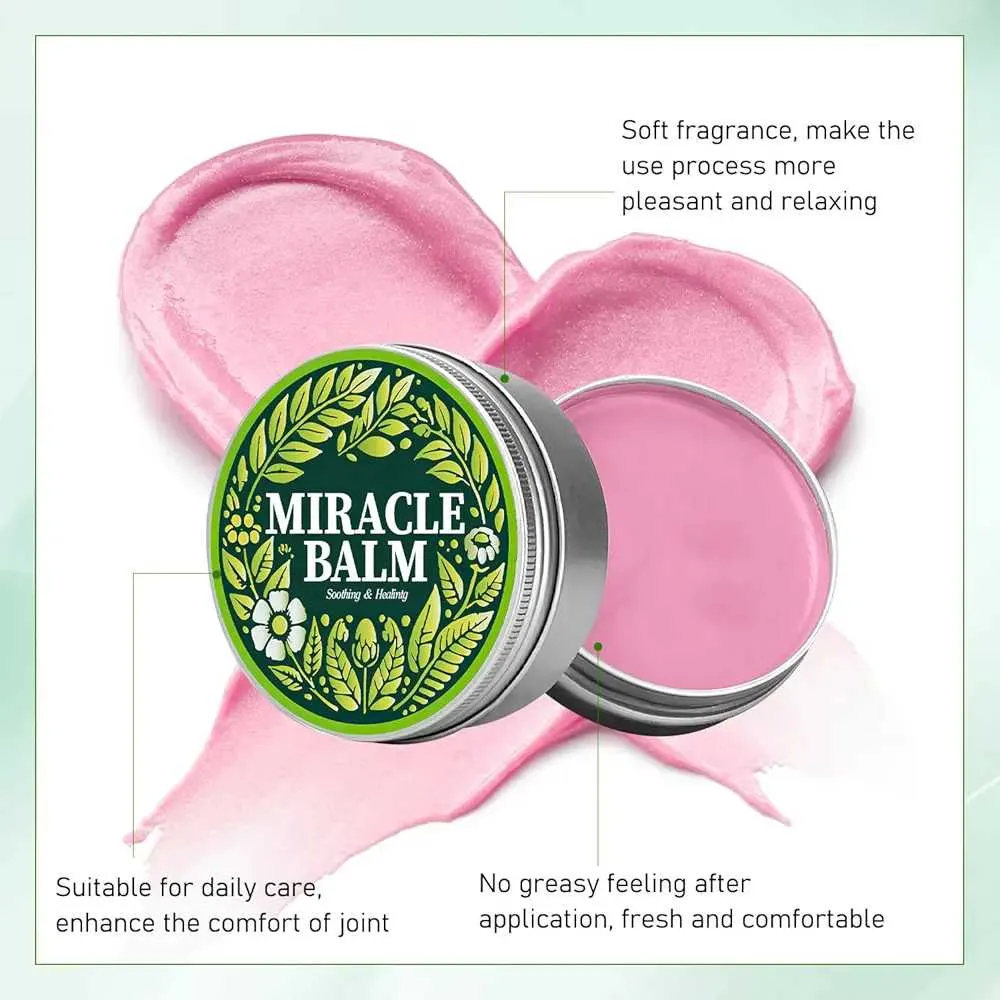 Soft fragrance, make the
use process more
pleasant and relaxing
MIRACLE
BALM
Soothing & Healintg
Suitable for daily care,
enhance the comfort of joint
No greasy feeling after
application, fresh and comfortable